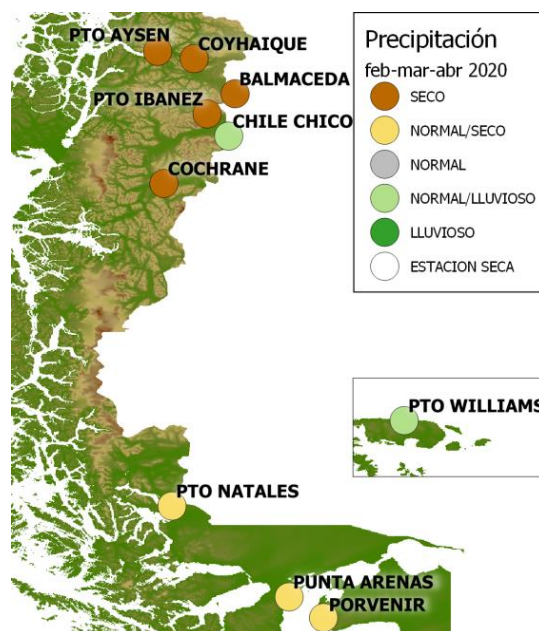 PTO AYSEN
COYHAIQUE
BALMACEDA
PTO IBANEZ
CHILE CHICO
COCHRANE
Precipitación
feb-mar-abr 2020
SECO
NORMAL/SECO
NORMAL
NORMAL/LLUVIOSO
LLUVIOSO
ESTACION SECA
PTO WILLIAMS
PTO NATALES
PUNTA ARENAS
PORVENIR